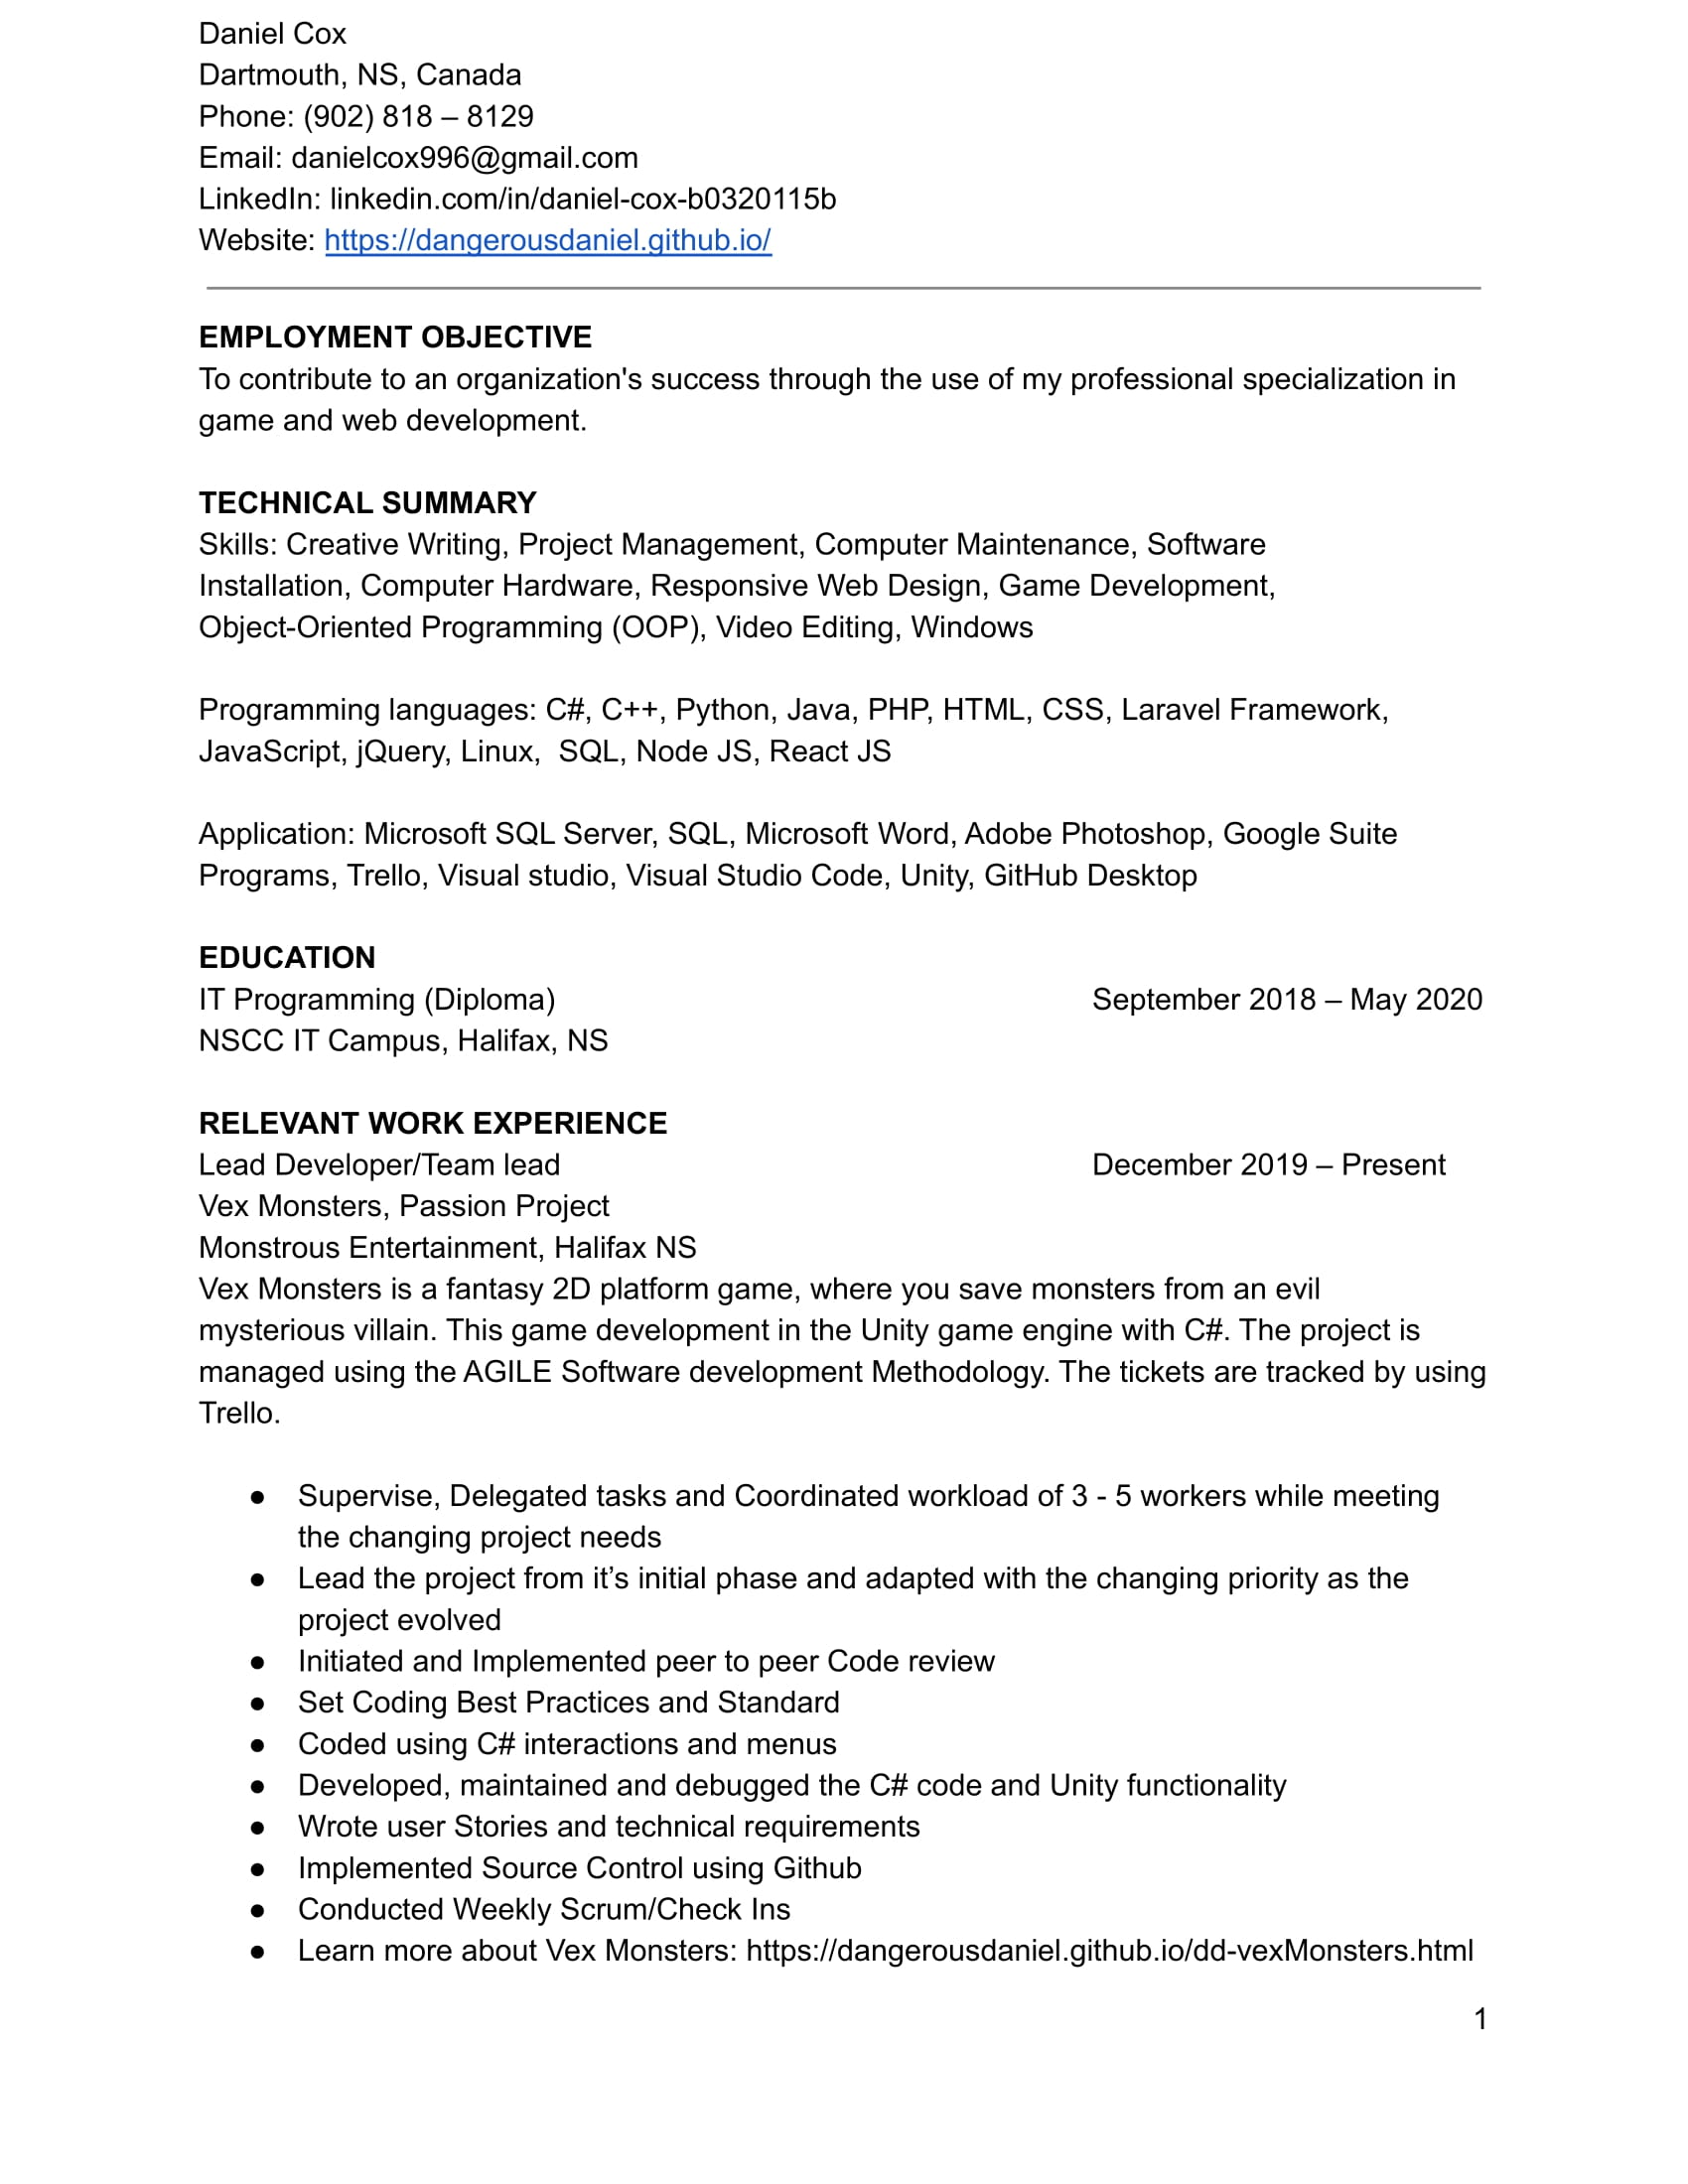 Daniel Cox
Dartmouth, NS, Canada
Phone: (902) 818 – 8129
Email: danielcox996@gmail.com
LinkedIn: linkedin.com/in/daniel-cox-b0320115b
Website: https://dangerousdaniel.github.io/
EMPLOYMENT OBJECTIVE
To contribute to an organization's success through the use of my professional specialization in
game and web development.
TECHNICAL SUMMARY
Skills: Creative Writing, Project Management, Computer Maintenance, Software
Installation, Computer Hardware, Responsive Web Design, Game Development,
Object-Oriented Programming (OOP), Video Editing, Windows
Programming languages: C#, C++, Python, Java, PHP, HTML, CSS, Laravel Framework,
JavaScript, jQuery, Linux,  SQL, Node JS, React JS
Application: Microsoft SQL Server, SQL, Microsoft Word, Adobe Photoshop, Google Suite
Programs, Trello, Visual studio, Visual Studio Code, Unity, GitHub Desktop
EDUCATION
IT Programming (Diploma) September 2018 – May 2020
NSCC IT Campus, Halifax, NS
RELEVANT WORK EXPERIENCE
Lead Developer/Team lead December 2019 – Present
Vex Monsters, Passion Project
Monstrous Entertainment, Halifax NS
Vex Monsters is a fantasy 2D platform game, where you save monsters from an evil
mysterious villain. This game development in the Unity game engine with C#. The project is
managed using the AGILE Software development Methodology. The tickets are tracked by using
Trello.
● Supervise, Delegated tasks and Coordinated workload of 3 - 5 workers while meeting
the changing project needs
● Lead the project from it’s initial phase and adapted with the changing priority as the
project evolved
● Initiated and Implemented peer to peer Code review
● Set Coding Best Practices and Standard
● Coded using C# interactions and menus
● Developed, maintained and debugged the C# code and Unity functionality
● Wrote user Stories and technical requirements
● Implemented Source Control using Github
● Conducted Weekly Scrum/Check Ins
● Learn more about Vex Monsters: https://dangerousdaniel.github.io/dd-vexMonsters.html
1